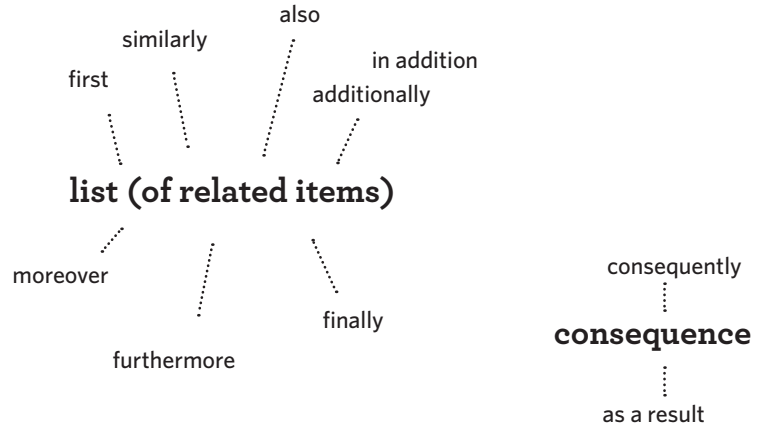 also
similarly
in addition
first
additionally
list (of related items)
moreover
finally
furthermore
consequently
consequence
as a result